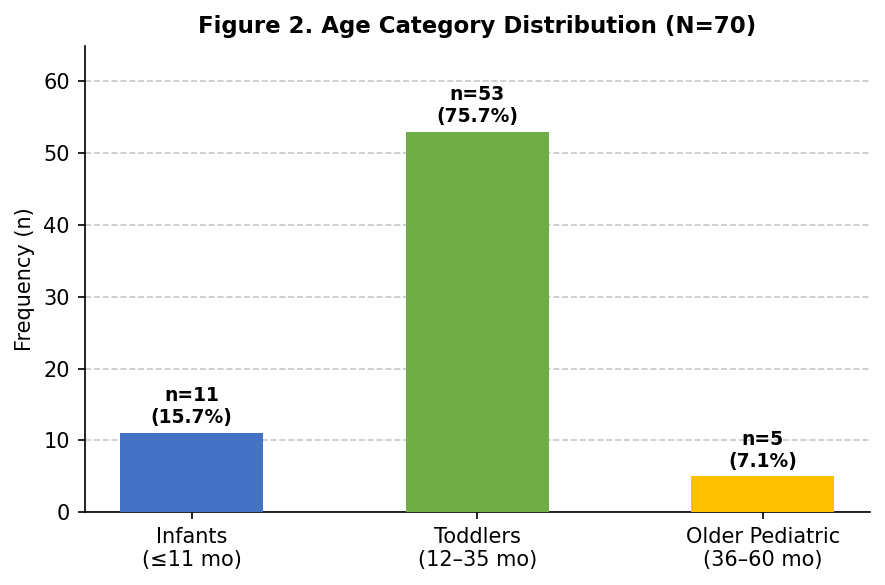 Figure 2. Age Category Distribution (N=70)
Frequency (n)
60
50
40
30
20
10
0
n=11
(15.7%)
n=53
(75.7%)
n=5
(7.1%)
Infants
(≤11 mo)
Toddlers
(12–35 mo)
Older Pediatric
(36–60 mo)